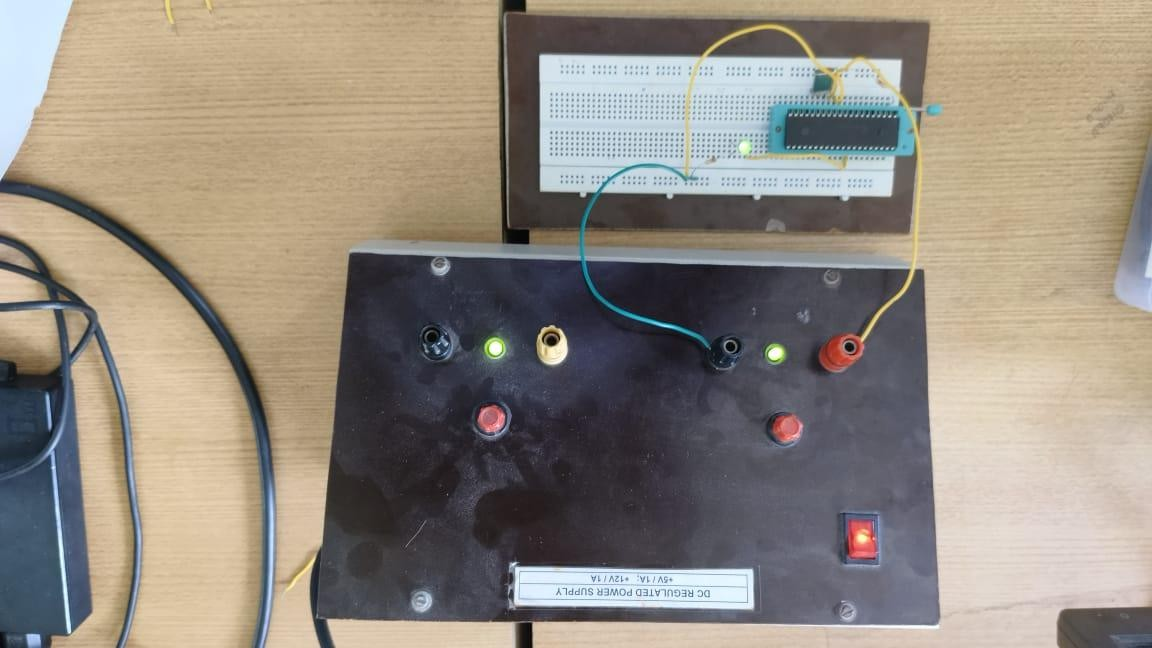 DC REGULATED POWER SUPPLY
+5V / 1A; +12V / 1A